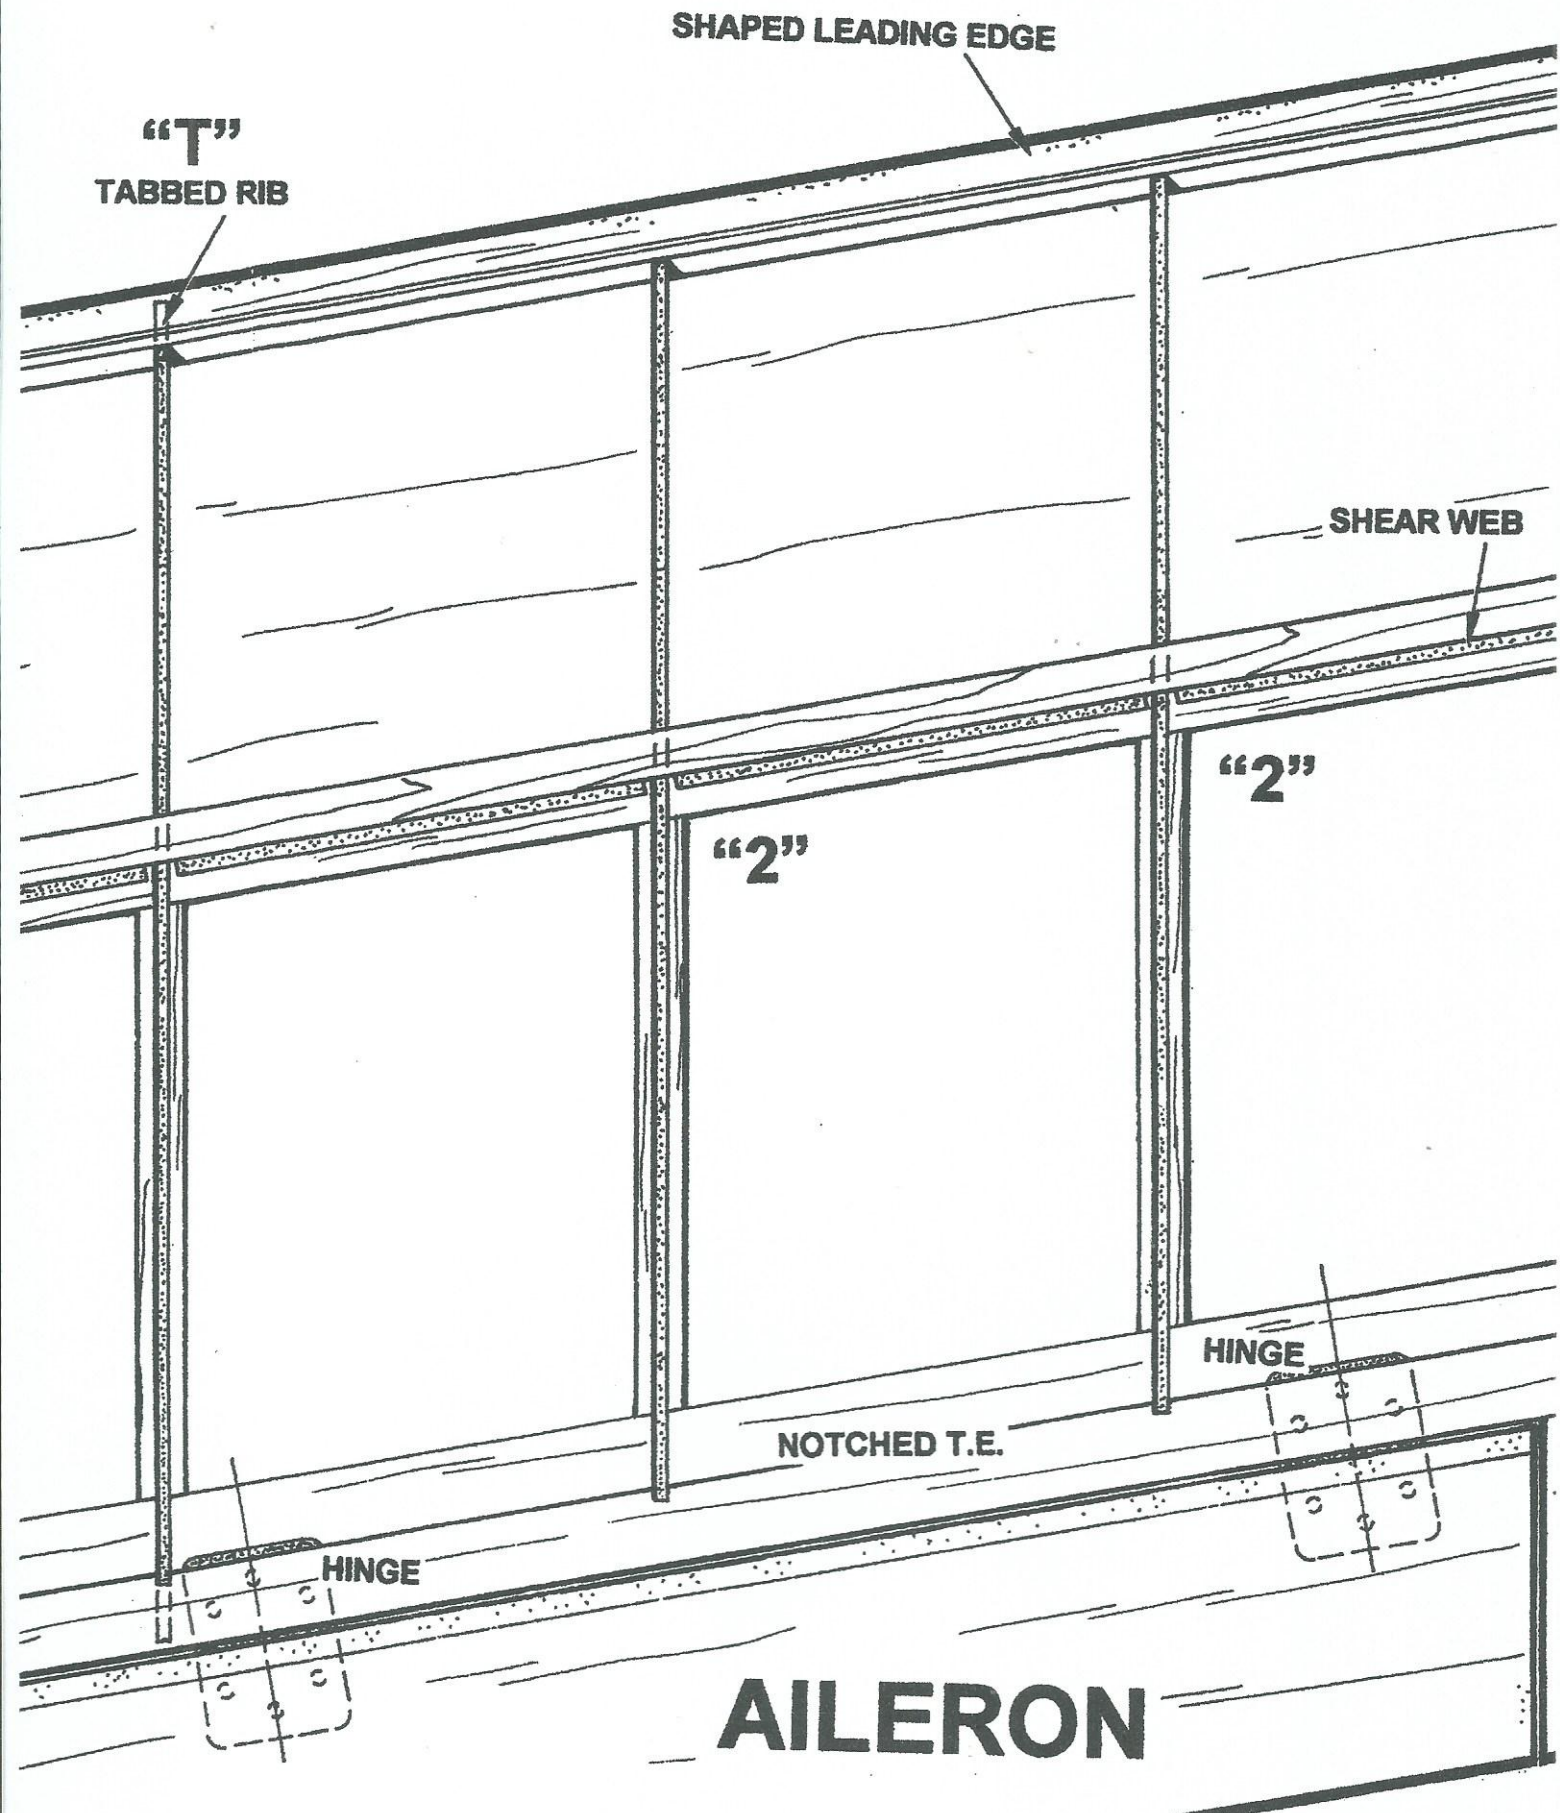 SHAPED LEADING EDGE
“T”
TABBED RIB
SHEAR WEB
“2”
“2”
HINGE
NOTCHED T.E.
HINGE
AILERON